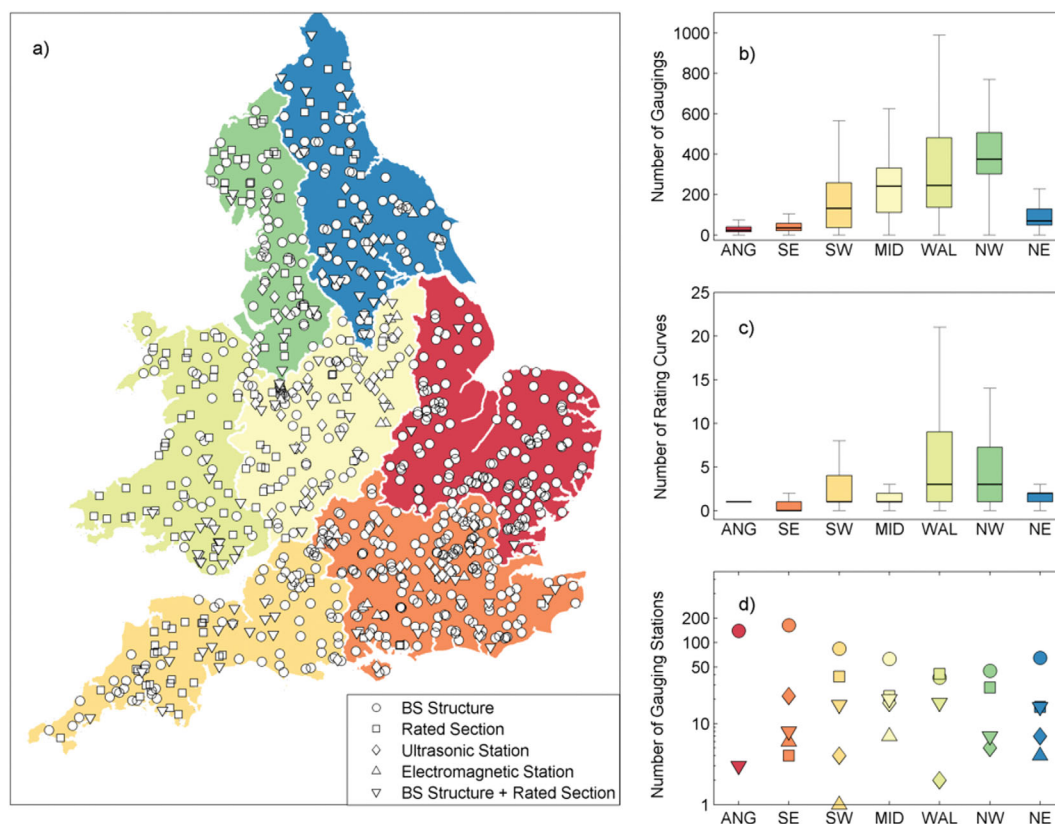 a)
BS Structure
Rated Section
Ultrasonic Station
Electromagnetic Station
BS Structure + Rated Section
b)
Number of Gaugings
1000
800
600
400
200
0
ANG SE SW MID WAL NW NE
c)
Number of Rating Curves
25
20
15
10
5
0
ANG SE SW MID WAL NW NE
d)
Number of Gauging Stations
200
100
50
10
5
1
ANG SE SW MID WAL NW NE